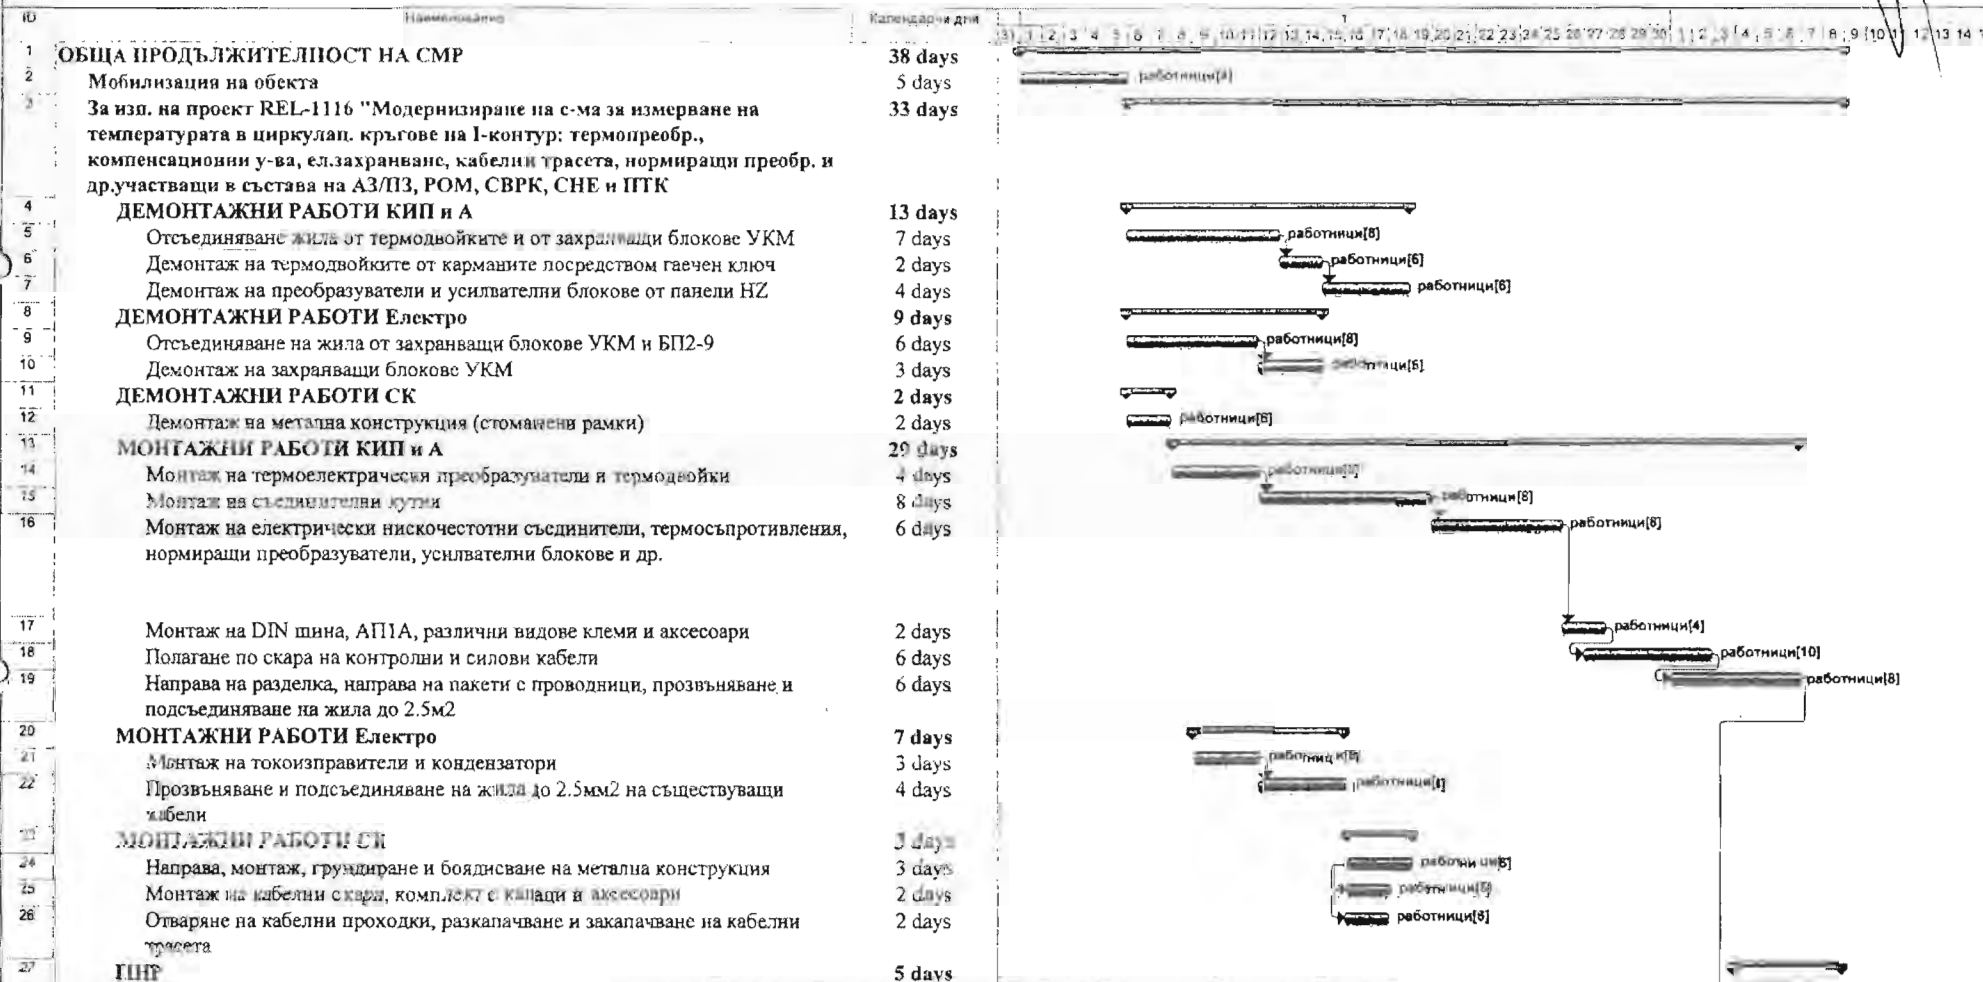 ID Наименование Календарни дни
1 ОБЩА ПРОДЪЛЖИТЕЛНОСТ НА СМР 38 days
2 Мобилизация на обекта 5 days работници[4]
3 За изп. на проект REL-1116 "Модернизиране на с-ма за измерване на 33 days
температурата в циркулац. кръгове на I-контур: термопреобр.,
компенсационни у-ва, ел.захранванс, кабелни трасета, нормиращи преобр. и
др.участващи в състава на АЗ/ПЗ, РОМ, СВРК, СНЕ и ПТК
4 ДЕМОНТАЖНИ РАБОТИ КИП и А 13 days
5 Отсъединяване жила от термодвойките и от захранващи блокове УКМ 7 days работници[8]
6 Демонтаж на термодвойките от карманите посредством гаечен ключ 2 days работници[6]
7 Демонтаж на преобразуватели и усилвателни блокове от панели HZ 4 days работници[6]
8 ДЕМОНТАЖНИ РАБОТИ Електро 9 days
9 Отсъединяване на жила от захранващи блокове УКМ и БП2-9 6 days работници[8]
10 Демонтаж на захранващи блокове УКМ 3 days
11 ДЕМОНТАЖНИ РАБОТИ СК 2 days
12 Демонтаж на метална конструкция (стоманени рамки) 2 days работници[6]
13 МОНТАЖНИ РАБОТИ КИП и А 29 days
14 Монтаж на термоелектрически преобразуватели и термодвойки 4 days
15 Монтаж на съединителни кутии 8 days работници[8]
16 Монтаж на електрически нискочестотни съединители, термосъпротивления, 6 days работници[8]
нормиращи преобразуватели, усилвателни блокове и др.
17 Монтаж на DIN шина, АП1А, различни видове клеми и аксесоари 2 days работници[4]
18 Полагане по скара на контролни и силови кабели 6 days работници[10]
19 Направа на разделка, направа на пакети с проводници, прозвъняване и 6 days работници[8]
подсъединяване на жила до 2.5м2
20 МОНТАЖНИ РАБОТИ Електро 7 days
21 Монтаж на токоизправители и кондензатори 3 days
22 Прозвъняване и подсъединяване на жила до 2.5мм2 на съществуващи 4 days
кабели
23 МОНТАЖНИ РАБОТИ СК 3 days
24 Направа, монтаж, грундиране и боядисване на метална конструкция 3 days
25 Монтаж на кабелни скари, комплект с капаци и аксесоари 2 days
26 Отваряне на кабелни проходки, разкапачване и закапачване на кабелни 2 days работници[6]
трасета
27 ПНР 5 days